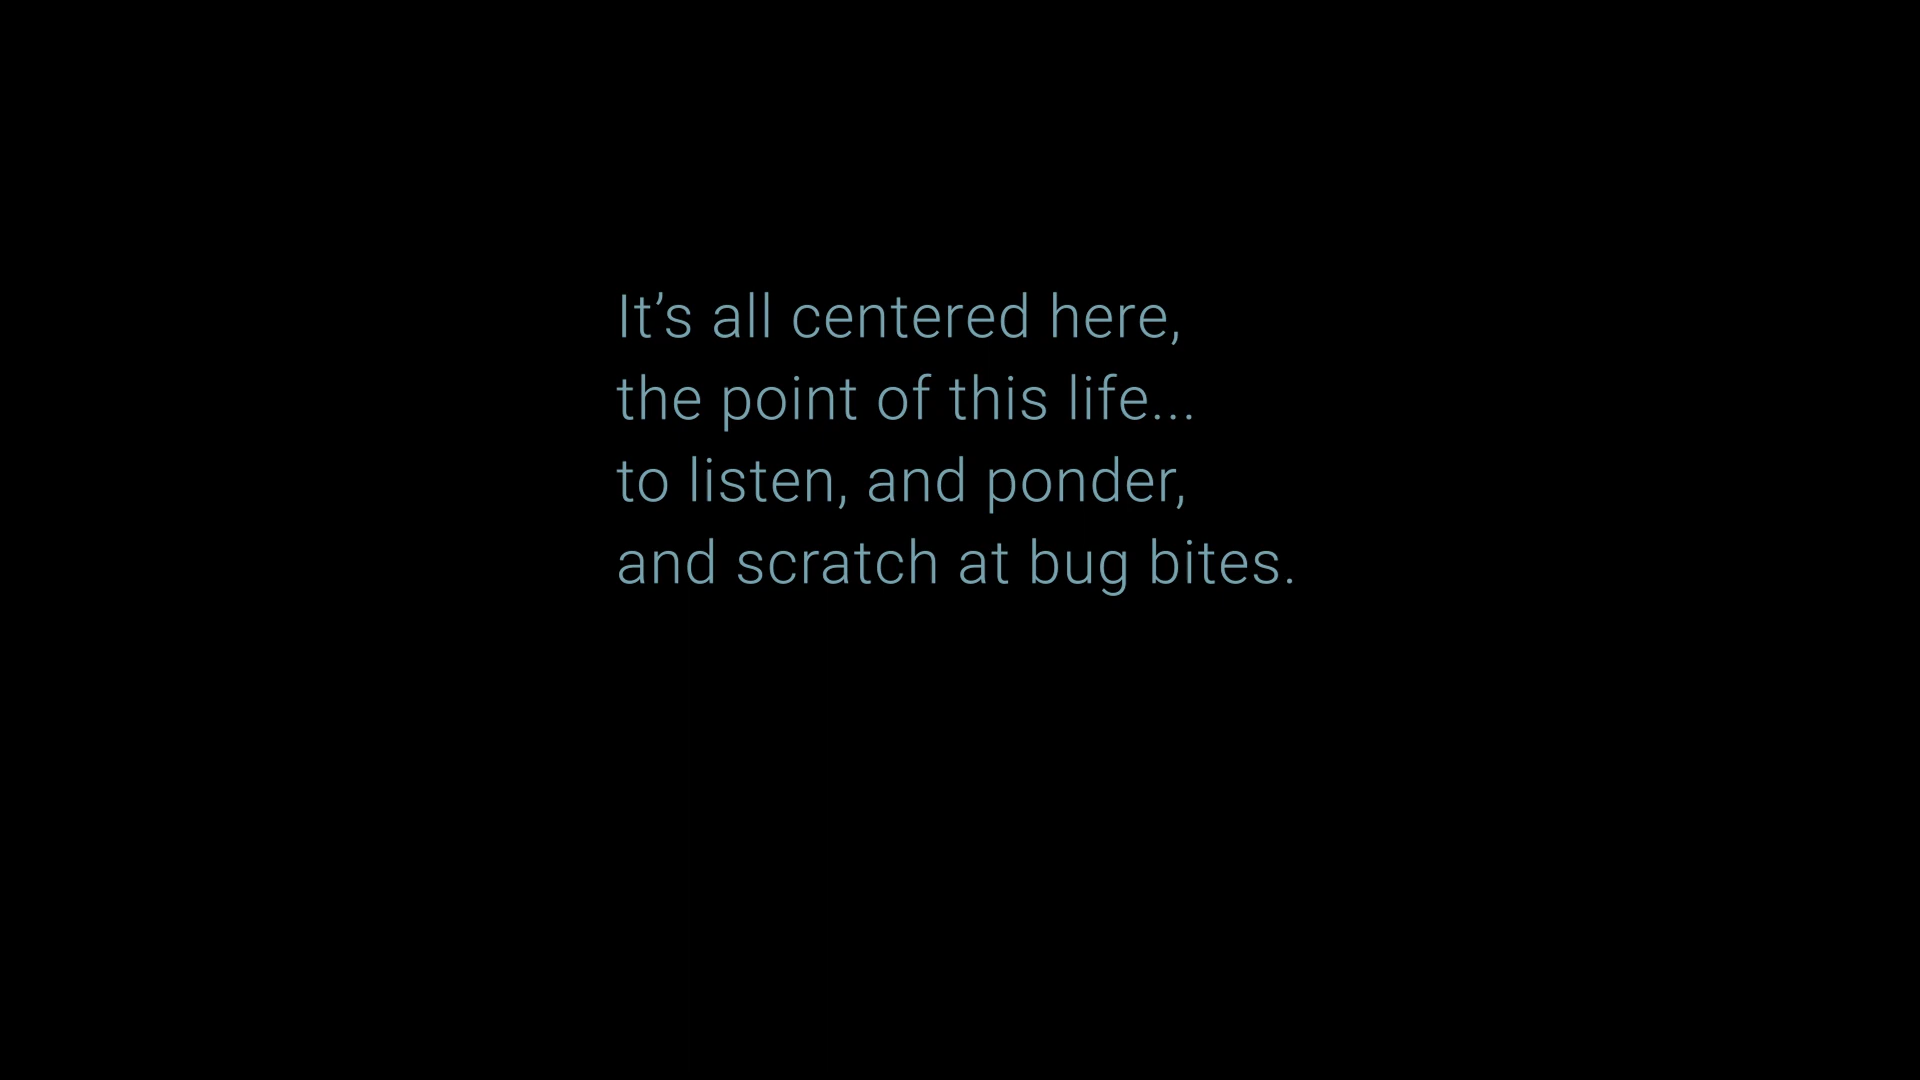 It’s all centered here,
the point of this life...
to listen, and ponder,
and scratch at bug bites.